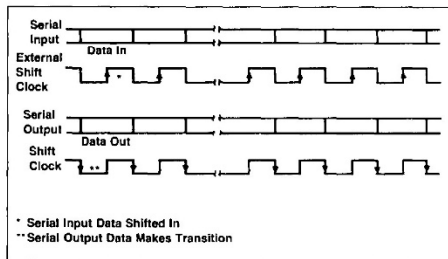 Serial
Input
Data In
External
Shift
Clock
*
Serial
Output
Data Out
Shift
Clock
**
* Serial Input Data Shifted In
** Serial Output Data Makes Transition